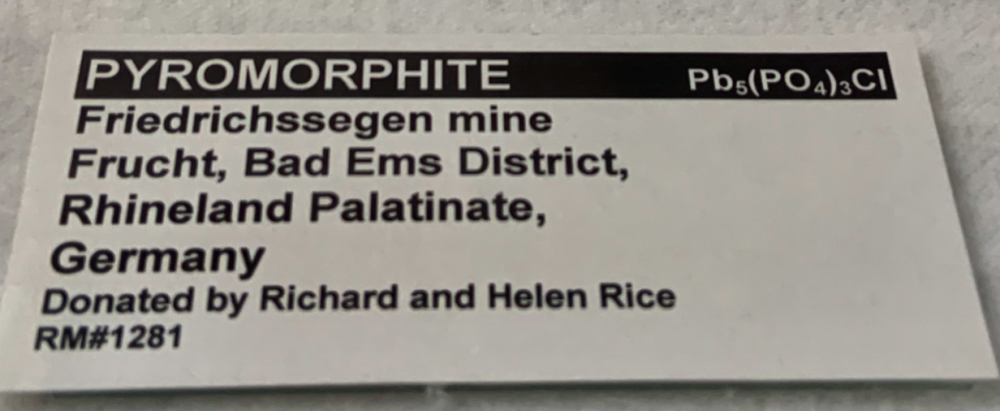 PYROMORPHITE Pb₅(PO₄)₃Cl
Friedrichssegen mine
Frucht, Bad Ems District,
Rhineland Palatinate,
Germany
Donated by Richard and Helen Rice
RM#1281